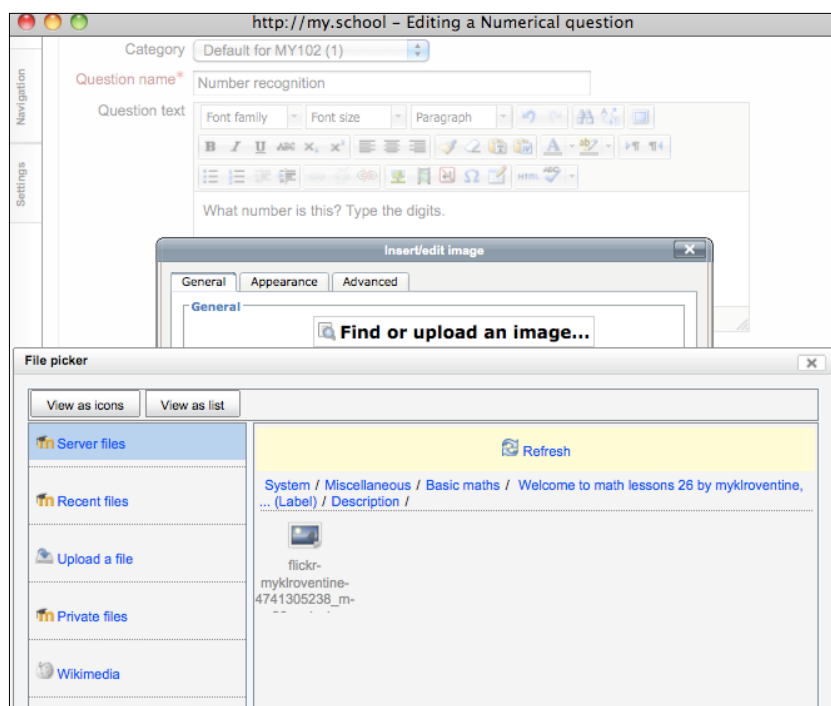 http://my.school – Editing a Numerical question
Navigation
Settings
Category Default for MY102 (1)
Question name* Number recognition
Question text
Font family Font size Paragraph
B I U ABC x, x²
HTML ABC
What number is this? Type the digits.
Insert/edit image
General Appearance Advanced
General
Find or upload an image...
File picker
View as icons View as list
Server files
Recent files
Upload a file
Private files
Wikimedia
Refresh
System / Miscellaneous / Basic maths / Welcome to math lessons 26 by myklroventine,
... (Label) / Description /
flickr-
myklroventine-
4741305238_m-